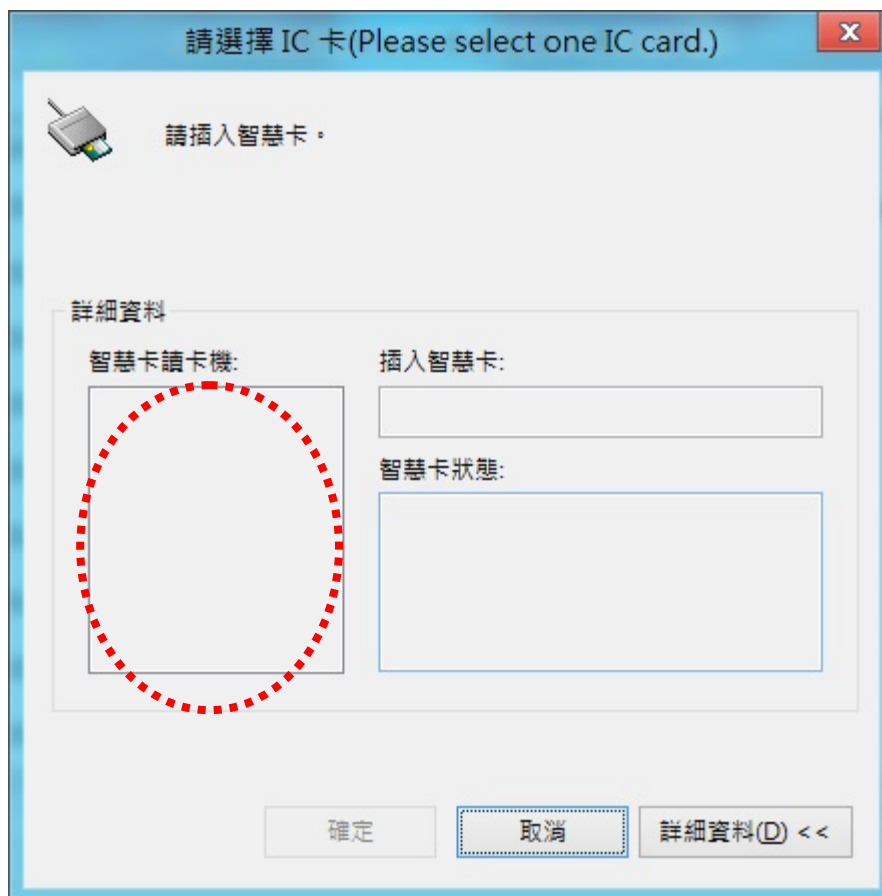 請選擇 IC 卡(Please select one IC card.)
請插入智慧卡。
詳細資料
智慧卡讀卡機:
插入智慧卡:
智慧卡狀態:
確定
取消
詳細資料(D) <<